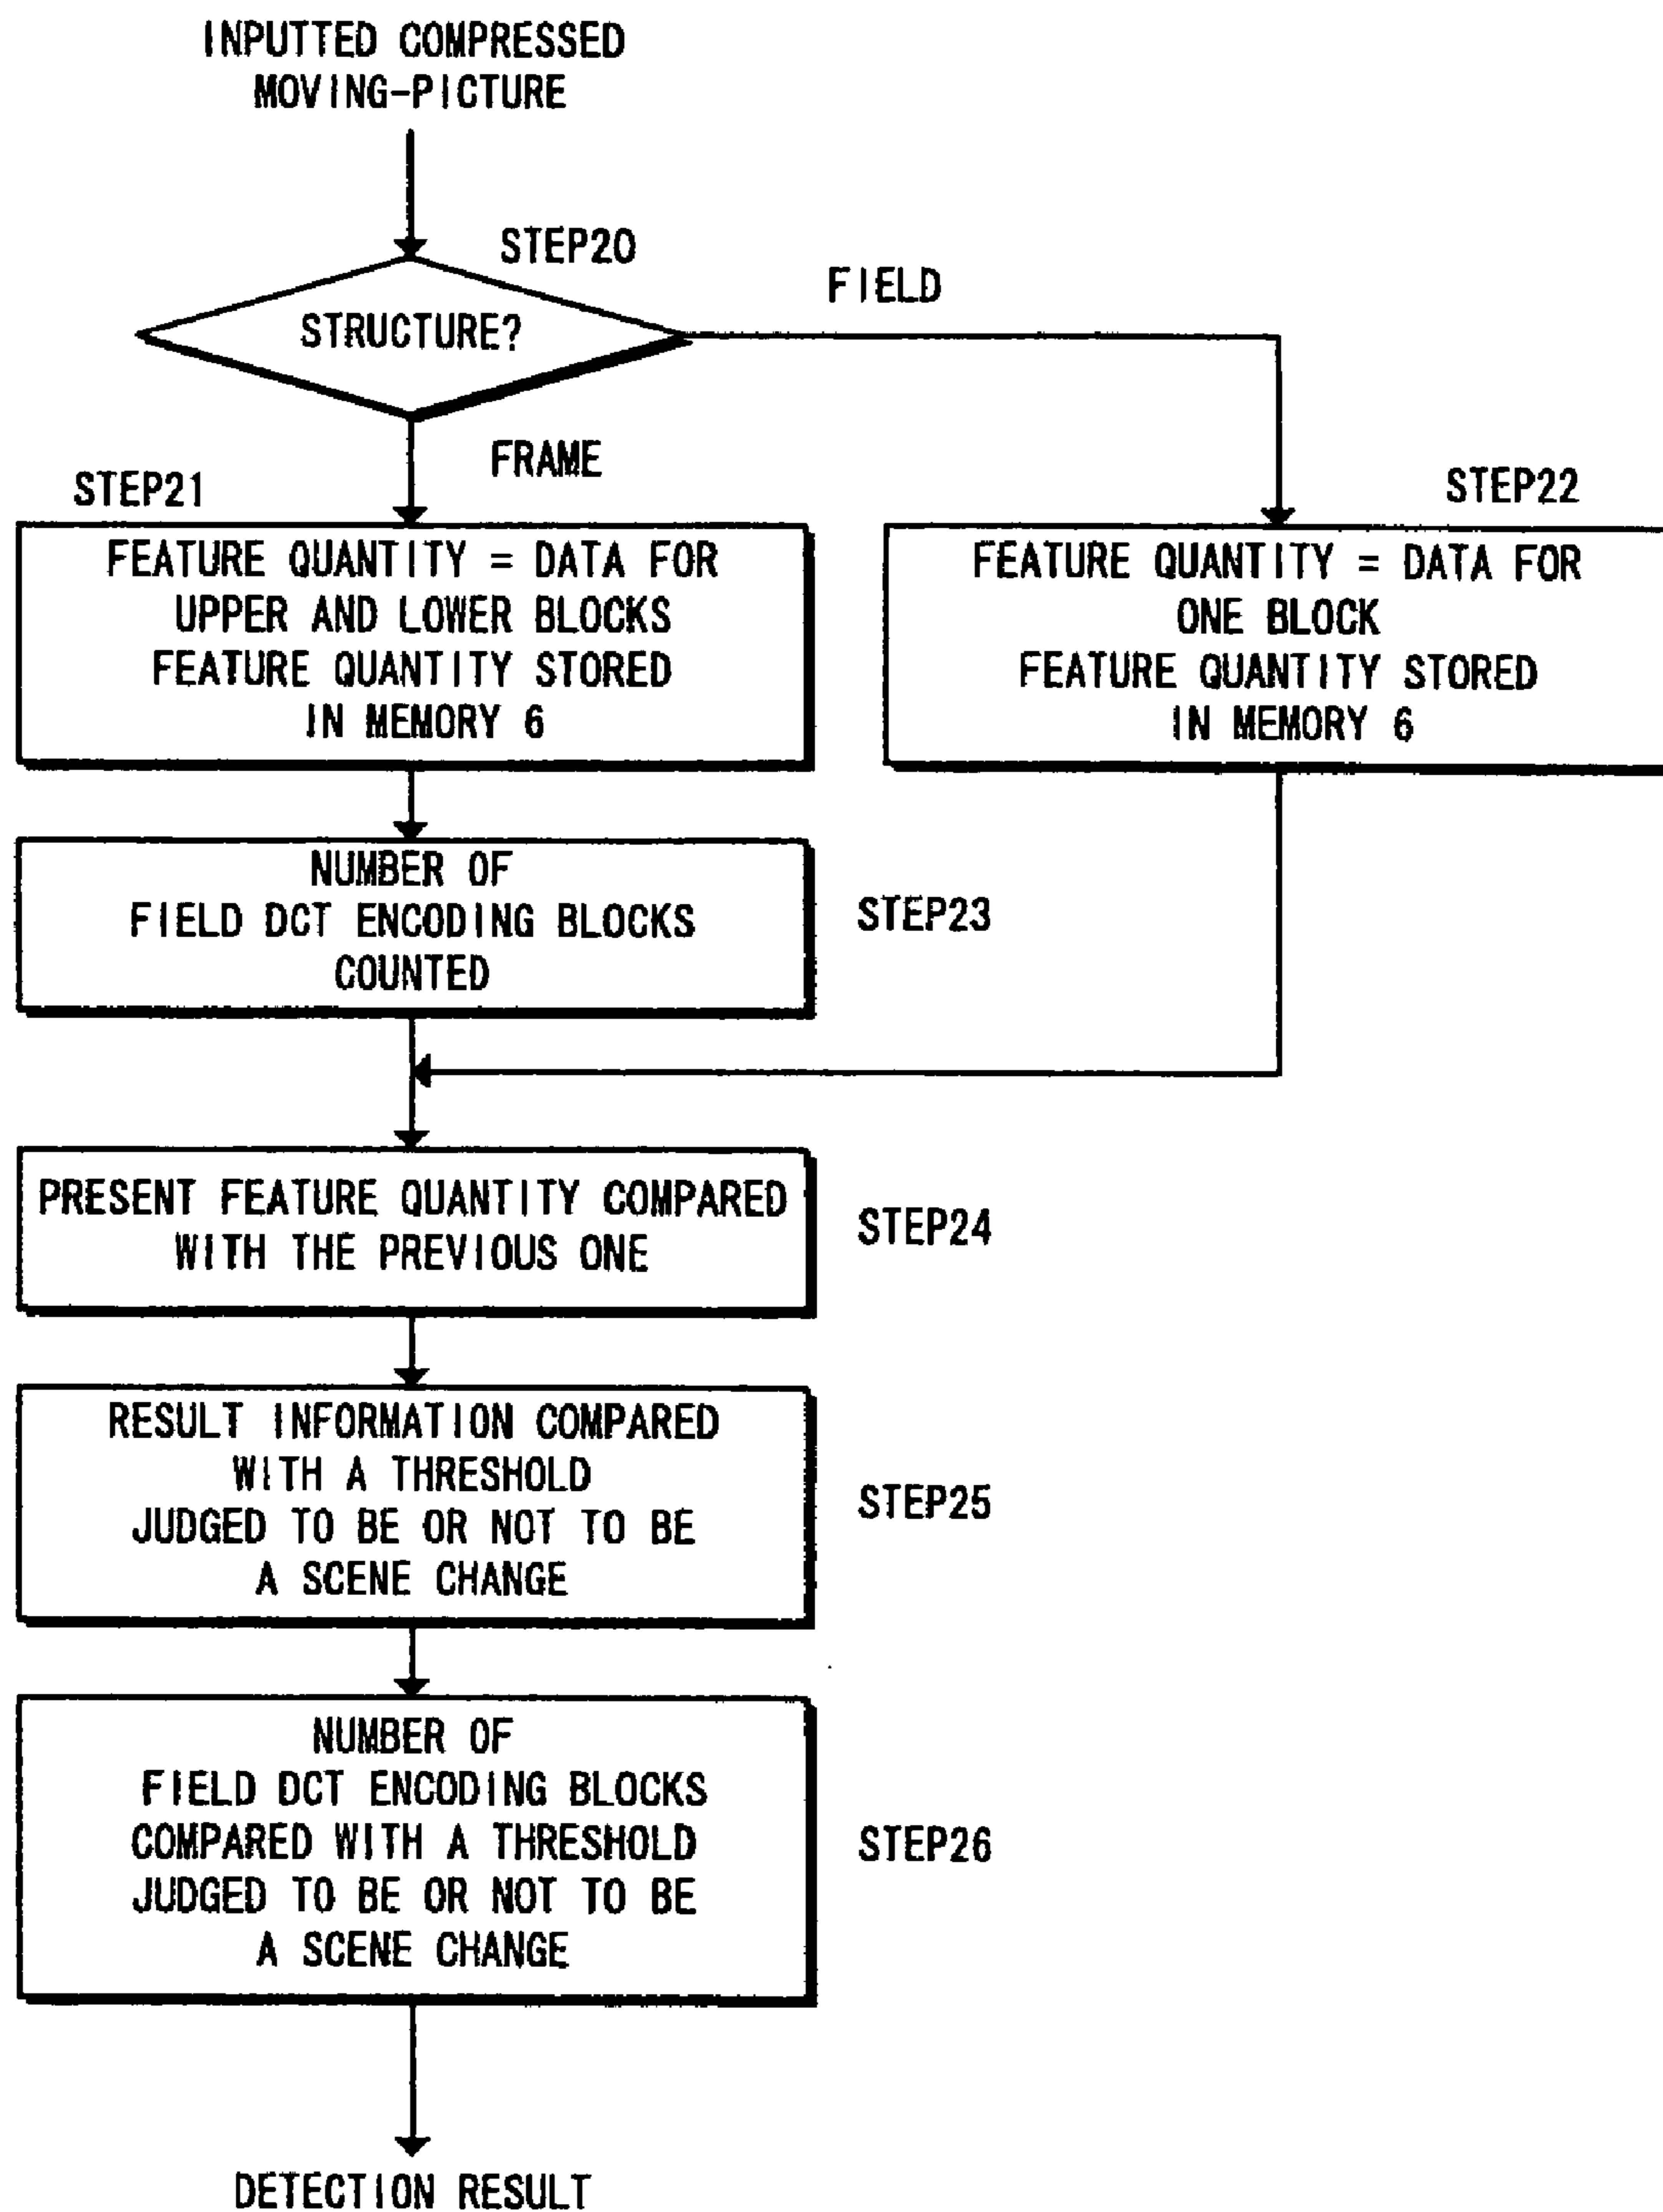 INPUTTED COMPRESSED
MOVING-PICTURE
STEP20
STRUCTURE?
FIELD
FRAME
STEP21
FEATURE QUANTITY = DATA FOR
UPPER AND LOWER BLOCKS
FEATURE QUANTITY STORED
IN MEMORY 6
STEP22
FEATURE QUANTITY = DATA FOR
ONE BLOCK
FEATURE QUANTITY STORED
IN MEMORY 6
NUMBER OF
FIELD DCT ENCODING BLOCKS
COUNTED
STEP23
PRESENT FEATURE QUANTITY COMPARED
WITH THE PREVIOUS ONE
STEP24
RESULT INFORMATION COMPARED
WITH A THRESHOLD
JUDGED TO BE OR NOT TO BE
A SCENE CHANGE
STEP25
NUMBER OF
FIELD DCT ENCODING BLOCKS
COMPARED WITH A THRESHOLD
JUDGED TO BE OR NOT TO BE
A SCENE CHANGE
STEP26
DETECTION RESULT